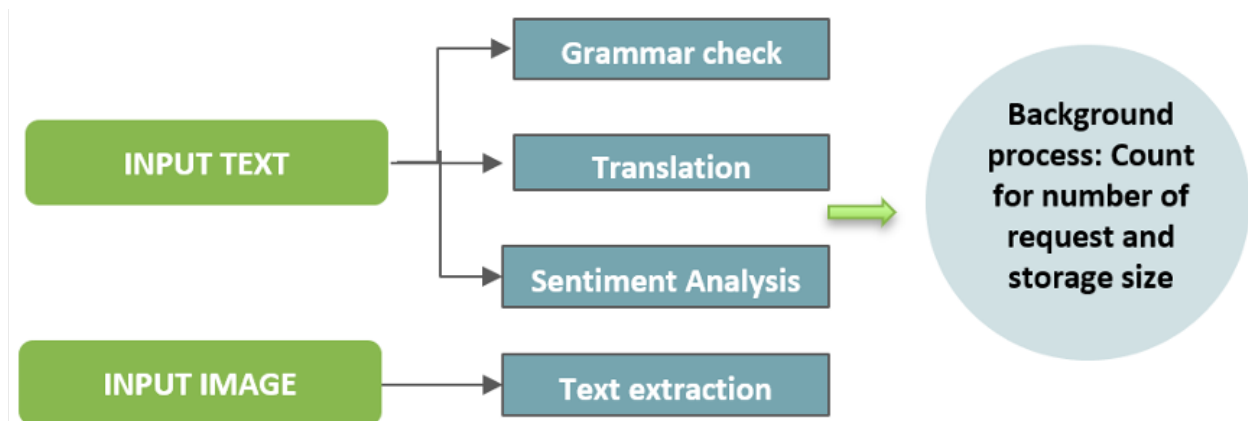 INPUT TEXT
Grammar check
Translation
Sentiment Analysis
INPUT IMAGE
Text extraction
Background
process: Count
for number of
request and
storage size